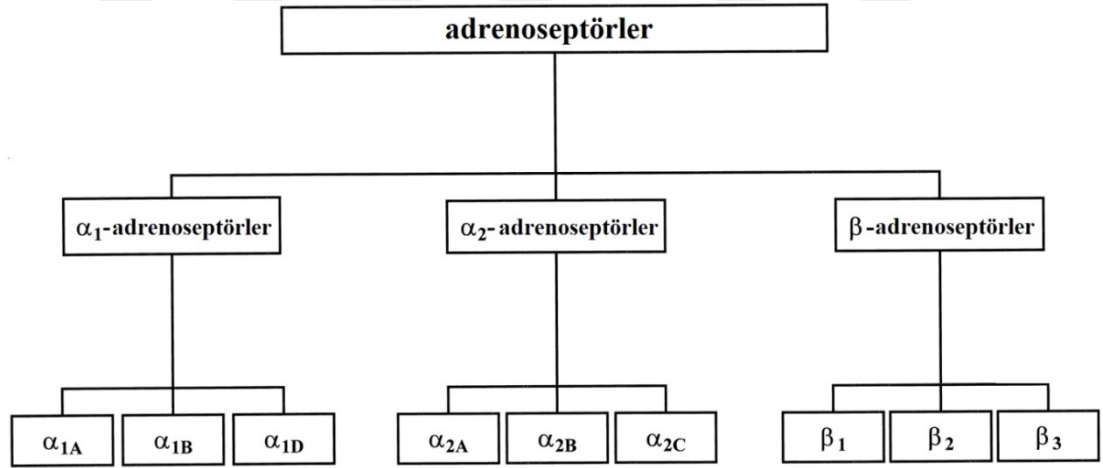 adrenoseptörler
α₁-adrenoseptörler
α₂-adrenoseptörler
β-adrenoseptörler
α1A
α1B
α1D
α2A
α2B
α2C
β1
β2
β3